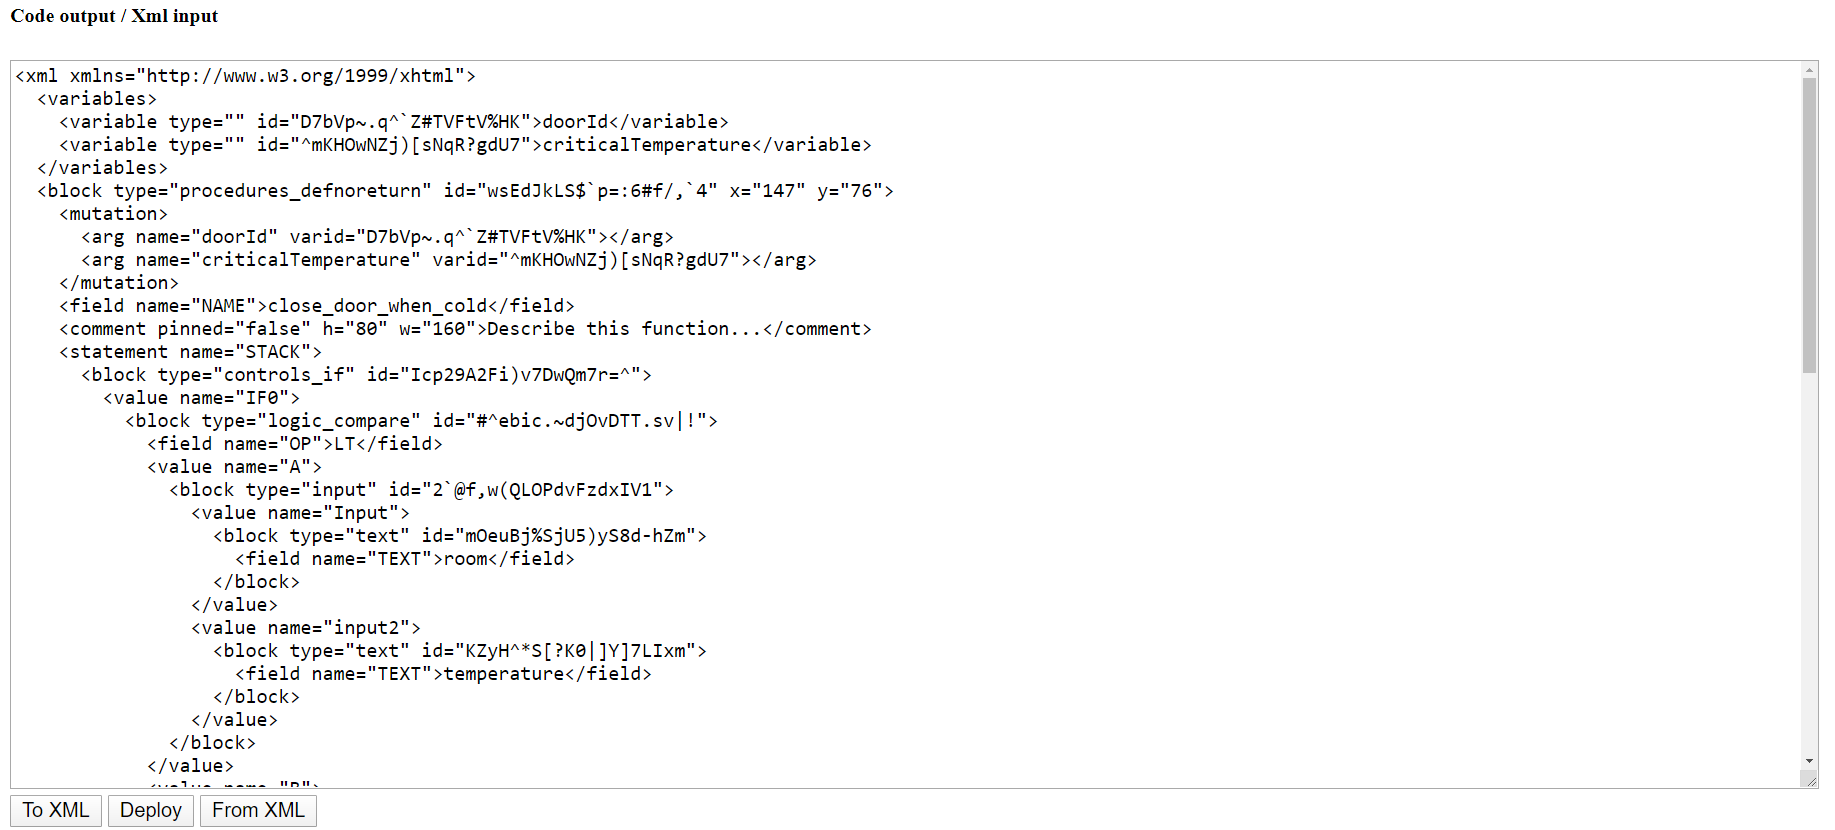 Code output / Xml input
<xml xmlns="http://www.w3.org/1999/xhtml">
  <variables>
    <variable type="" id="D7bVp~.q^`Z#TVFtV%HK">doorId</variable>
    <variable type="" id="^mKHOwNZj)[sNqR?gdU7">criticalTemperature</variable>
  </variables>
  <block type="procedures_defnoreturn" id="wsEdJkLS$`p=:6#f/,`4" x="147" y="76">
    <mutation>
      <arg name="doorId" varid="D7bVp~.q^`Z#TVFtV%HK"></arg>
      <arg name="criticalTemperature" varid="^mKHOwNZj)[sNqR?gdU7"></arg>
    </mutation>
    <field name="NAME">close_door_when_cold</field>
    <comment pinned="false" h="80" w="160">Describe this function...</comment>
    <statement name="STACK">
      <block type="controls_if" id="Icp29A2Fi)v7DwQm7r=^">
        <value name="IF0">
          <block type="logic_compare" id="#^ebic.~djOvDTT.sv|!">
            <field name="OP">LT</field>
            <value name="A">
              <block type="input" id="2`@f,w(QLOPdvFzdxIV1">
                <value name="Input">
                  <block type="text" id="mOeuBj%SjU5)yS8d-hZm">
                    <field name="TEXT">room</field>
                  </block>
                </value>
                <value name="input2">
                  <block type="text" id="KZyH^*S[?K0|]Y]7LIxm">
                    <field name="TEXT">temperature</field>
                  </block>
                </value>
              </block>
            </value>
            <value name="B">
To XML Deploy From XML